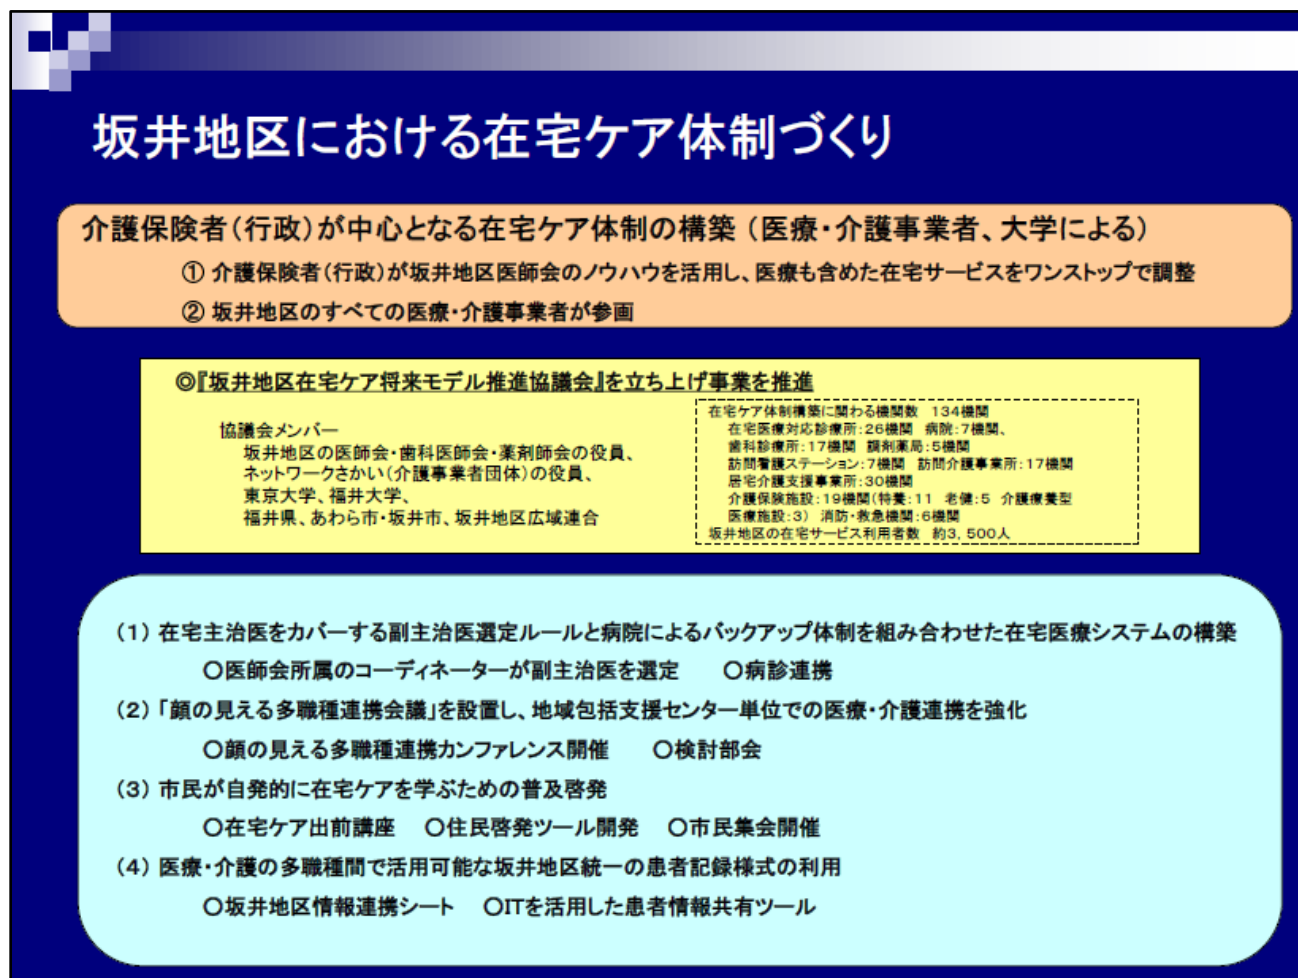 坂井地区における在宅ケア体制づくり
介護保険者(行政)が中心となる在宅ケア体制の構築(医療・介護事業者、大学による)
① 介護保険者(行政)が坂井地区医師会のノウハウを活用し、医療も含めた在宅サービスをワンストップで調整
② 坂井地区のすべての医療・介護事業者が参画
◎『坂井地区在宅ケア将来モデル推進協議会』を立ち上げ事業を推進
協議会メンバー
坂井地区の医師会・歯科医師会・薬剤師会の役員、
ネットワークさかい(介護事業者団体)の役員、
東京大学、福井大学、
福井県、あわら市・坂井市、坂井地区広域連合
在宅ケア体制構築に関わる機関数 134機関
在宅医療対応診療所:26機関 病院:7機関、
歯科診療所:17機関 調剤薬局:5機関
訪問看護ステーション:7機関 訪問介護事業所:17機関
居宅介護支援事業所:30機関
介護保険施設:19機関(特養:11 老健:5 介護療養型
医療施設:3) 消防・救急機関:6機関
坂井地区の在宅サービス利用者数 約3,500人
(1) 在宅主治医をカバーする副主治医選定ルールと病院によるバックアップ体制を組み合わせた在宅医療システムの構築
○医師会所属のコーディネーターが副主治医を選定 ○病診連携
(2) 「顔の見える多職種連携会議」を設置し、地域包括支援センター単位での医療・介護連携を強化
○顔の見える多職種連携カンファレンス開催 ○検討部会
(3) 市民が自発的に在宅ケアを学ぶための普及啓発
○在宅ケア出前講座 ○住民啓発ツール開発 ○市民集会開催
(4) 医療・介護の多職種間で活用可能な坂井地区統一の患者記録様式の利用
○坂井地区情報連携シート ○ITを活用した患者情報共有ツール